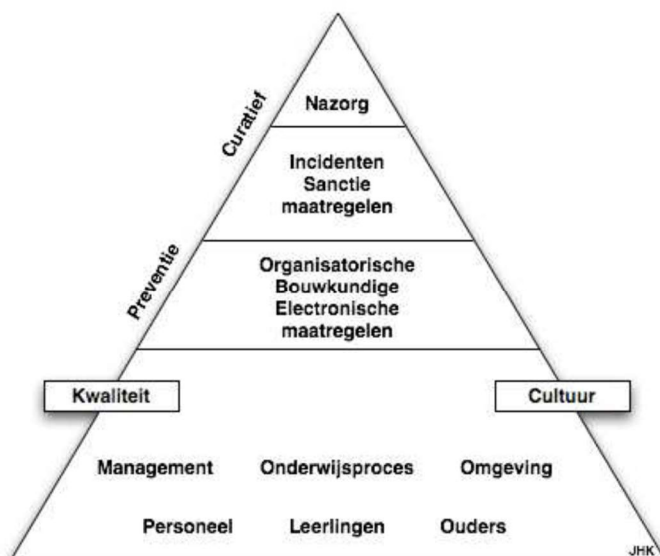 Curatief
Nazorg
Incidenten
Sanctie
maatregelen
Preventie
Organisatorische
Bouwkundige
Electronische
maatregelen
Kwaliteit
Cultuur
Management Onderwijsproces Omgeving
Personeel Leerlingen Ouders
JHK